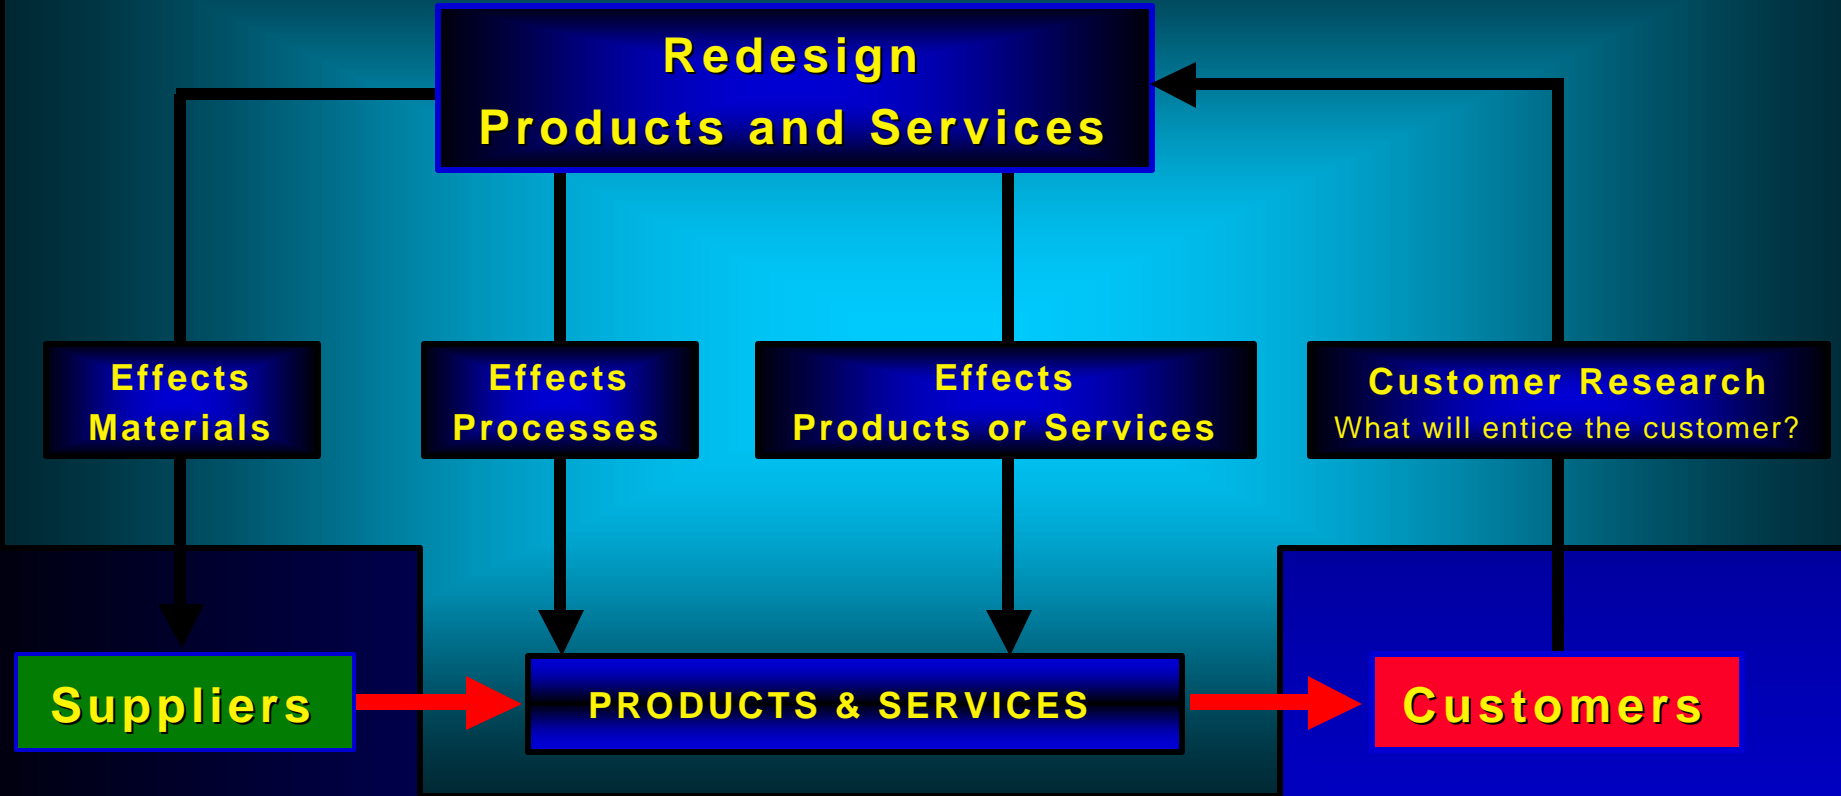 Redesign
Products and Services
Effects
Materials
Effects
Processes
Effects
Products or Services
Customer Research
What will entice the customer?
Suppliers
PRODUCTS & SERVICES
Customers